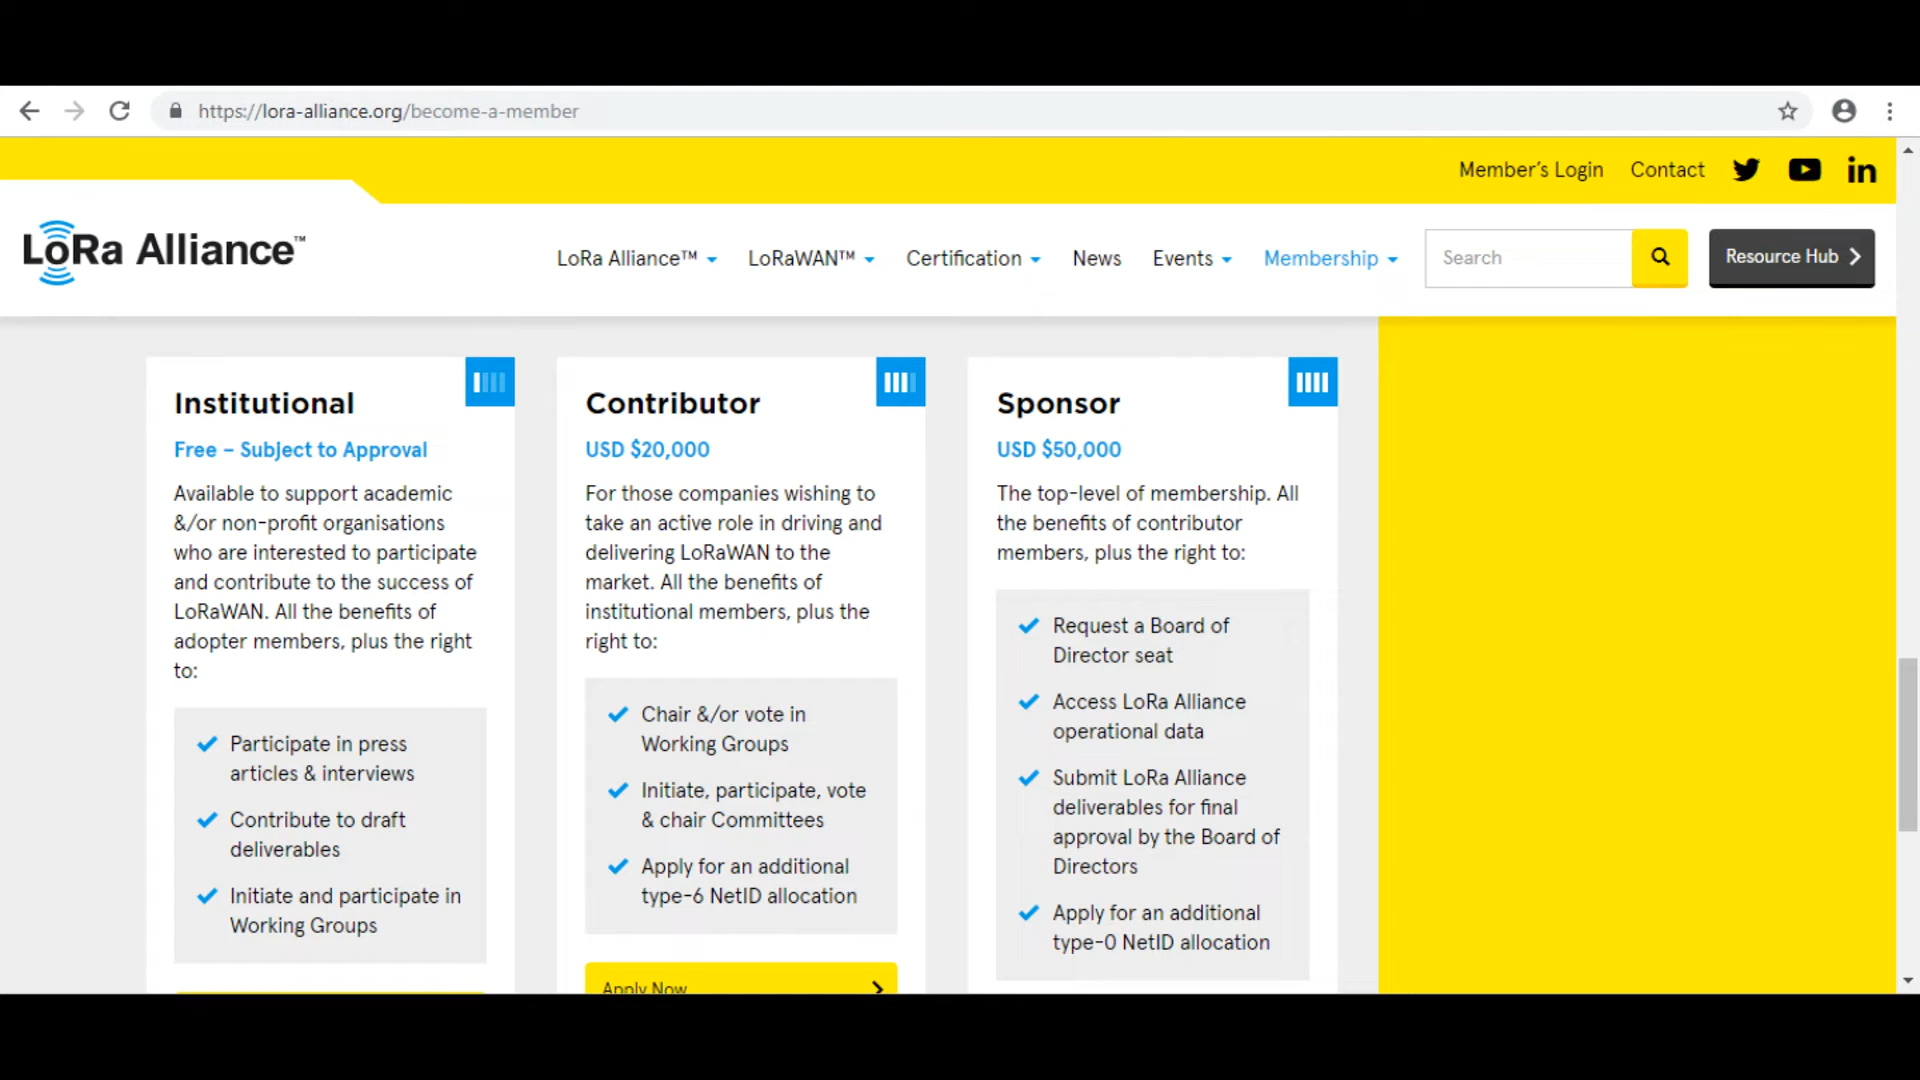 https://lora-alliance.org/become-a-member
Member's Login Contact
LoRa Alliance™
LoRa Alliance™ LoRaWAN™ Certification News Events Membership Search Resource Hub
Institutional
Free – Subject to Approval
Available to support academic
&/or non-profit organisations
who are interested to participate
and contribute to the success of
LoRaWAN. All the benefits of
adopter members, plus the right
to:
Participate in press
articles & interviews
Contribute to draft
deliverables
Initiate and participate in
Working Groups
Contributor
USD $20,000
For those companies wishing to
take an active role in driving and
delivering LoRaWAN to the
market. All the benefits of
institutional members, plus the
right to:
Chair &/or vote in
Working Groups
Initiate, participate, vote
& chair Committees
Apply for an additional
type-6 NetID allocation
Apply Now
Sponsor
USD $50,000
The top-level of membership. All
the benefits of contributor
members, plus the right to:
Request a Board of
Director seat
Access LoRa Alliance
operational data
Submit LoRa Alliance
deliverables for final
approval by the Board of
Directors
Apply for an additional
type-0 NetID allocation